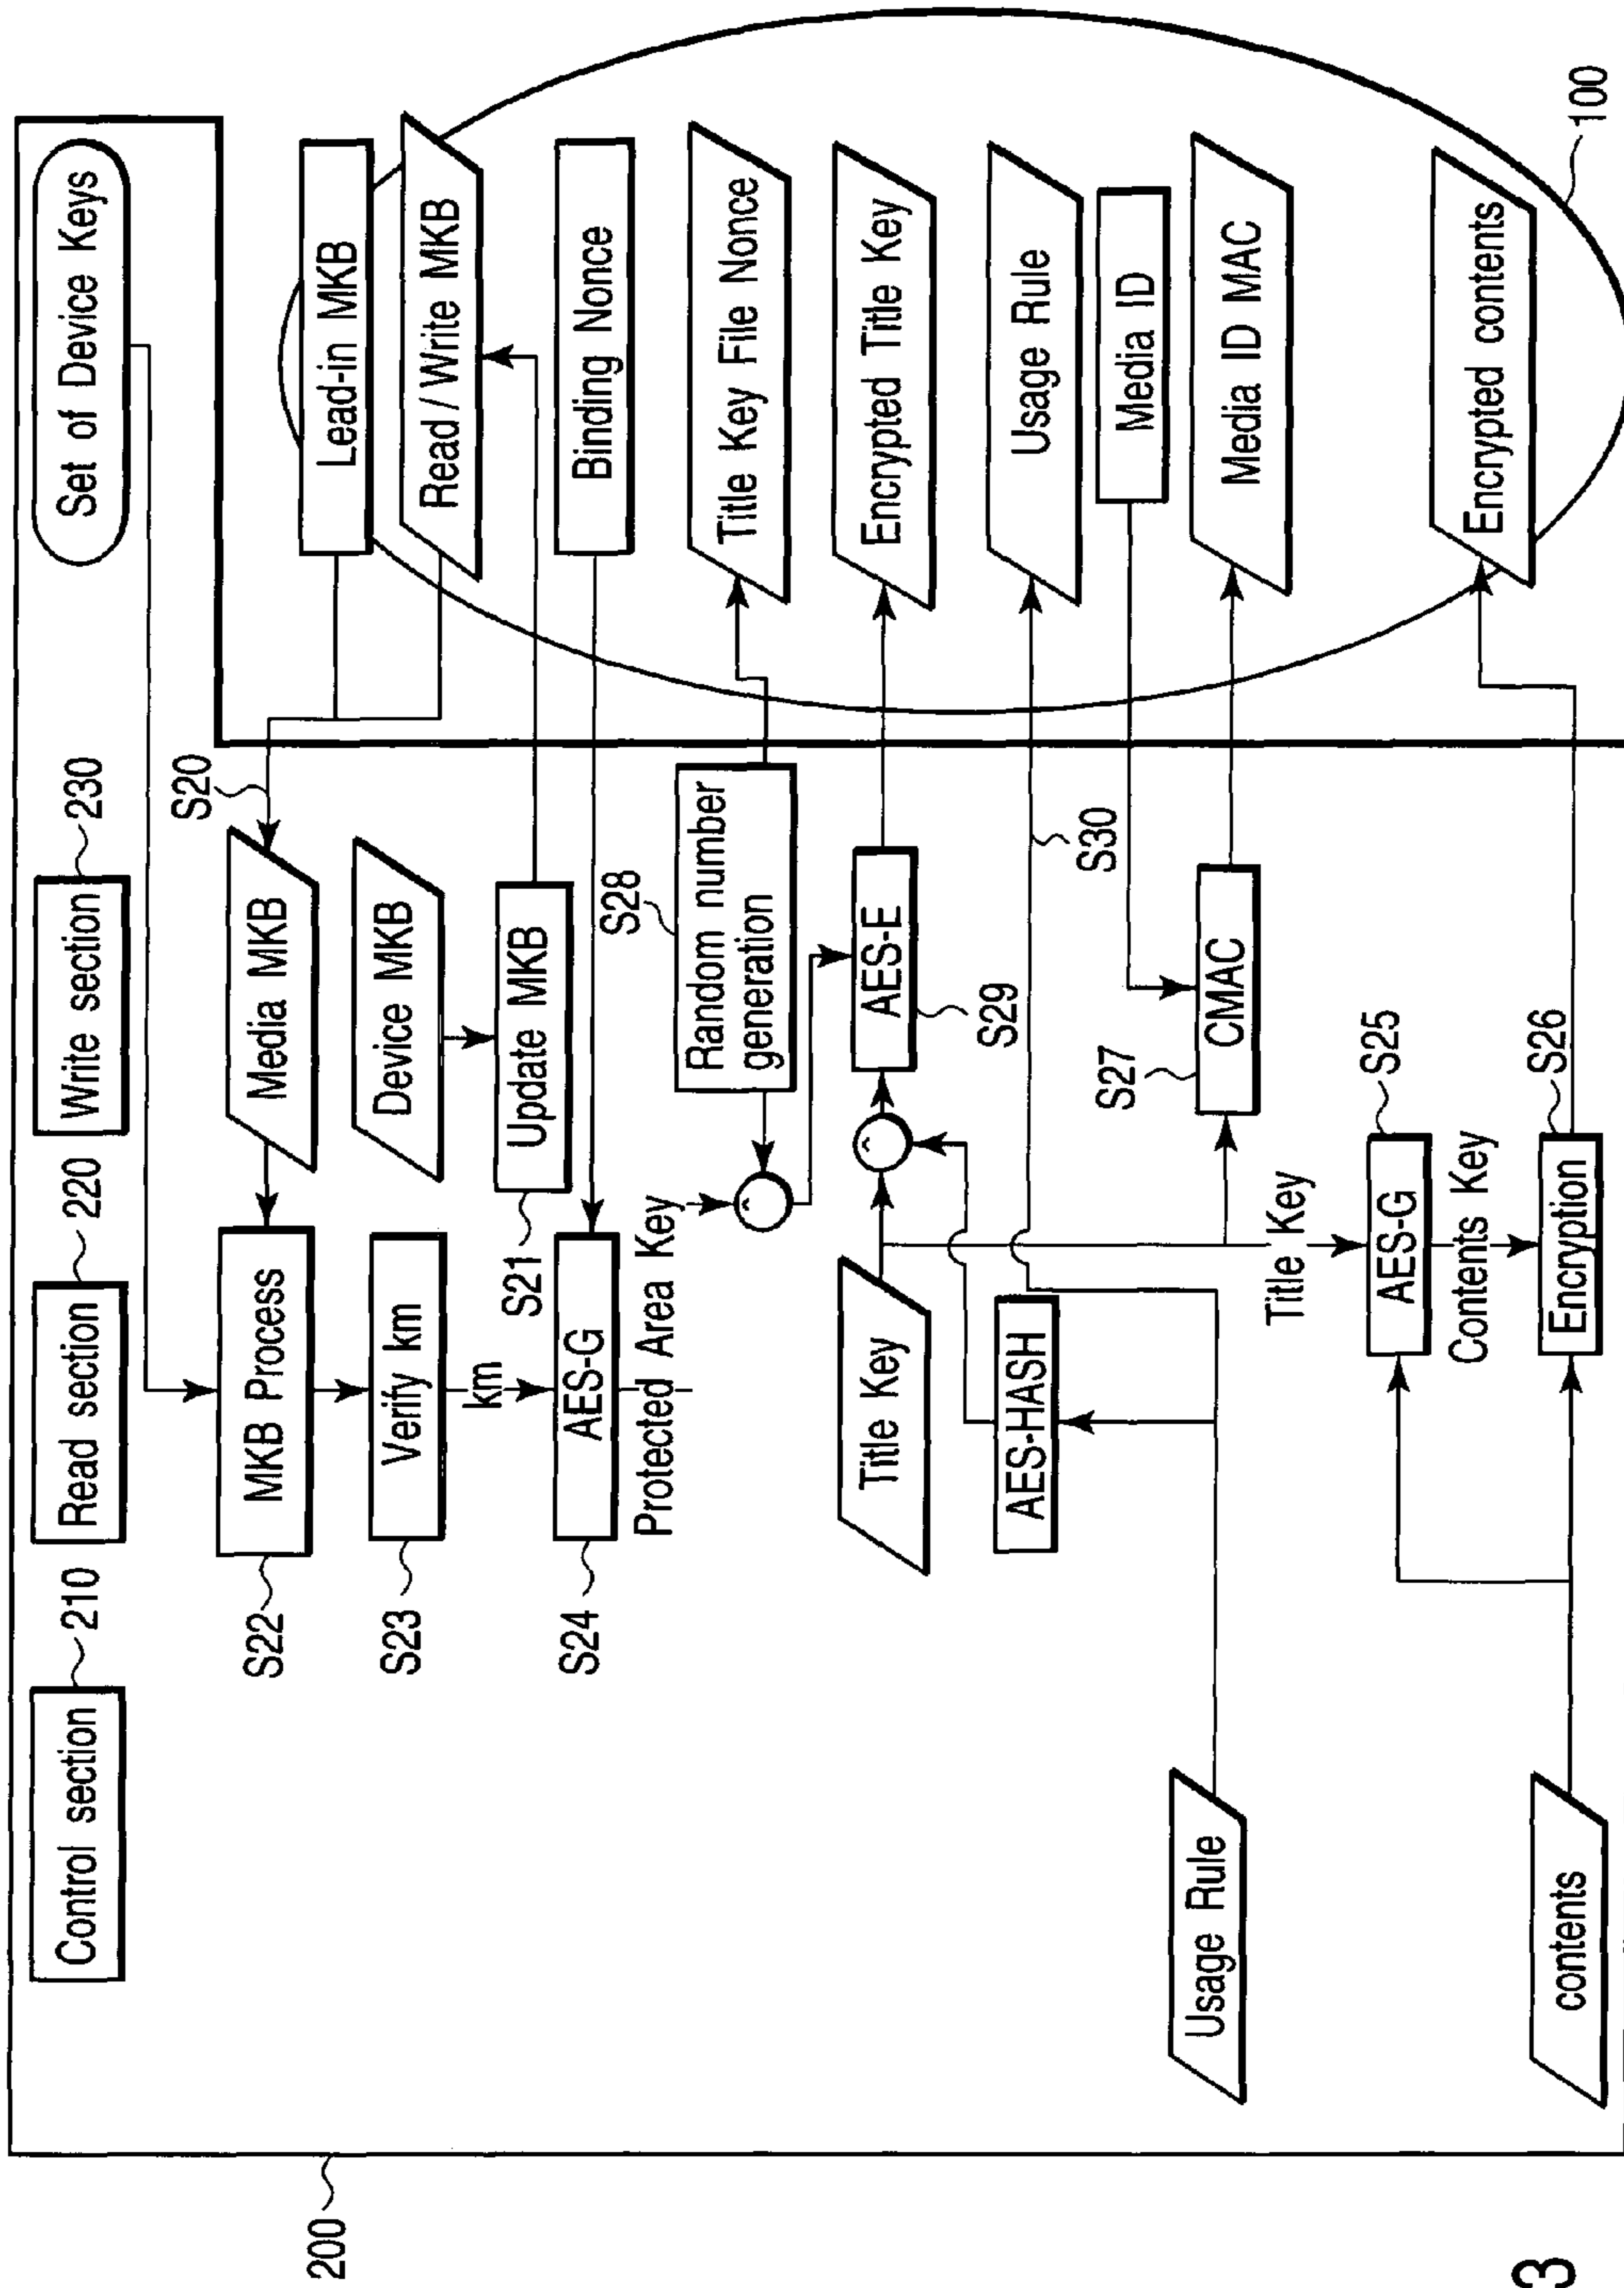 200
Control section
210
Read section
220
Write section
230
Set of Device Keys
S20
Media MKB
Lead-in MKB
Read / Write MKB
S22
MKB Process
Device MKB
S23
Verify km
km
S21
Update MKB
Binding Nonce
S24
AES-G
Protected Area Key
S28
Random number
generation
Title Key File Nonce
^
Title Key
^
AES-E
S29
Encrypted Title Key
AES-HASH
Usage Rule
S30
Media ID
Usage Rule
S27
CMAC
Media ID MAC
Title Key
AES-G
S25
Contents Key
contents
Encryption
S26
Encrypted contents
100
3